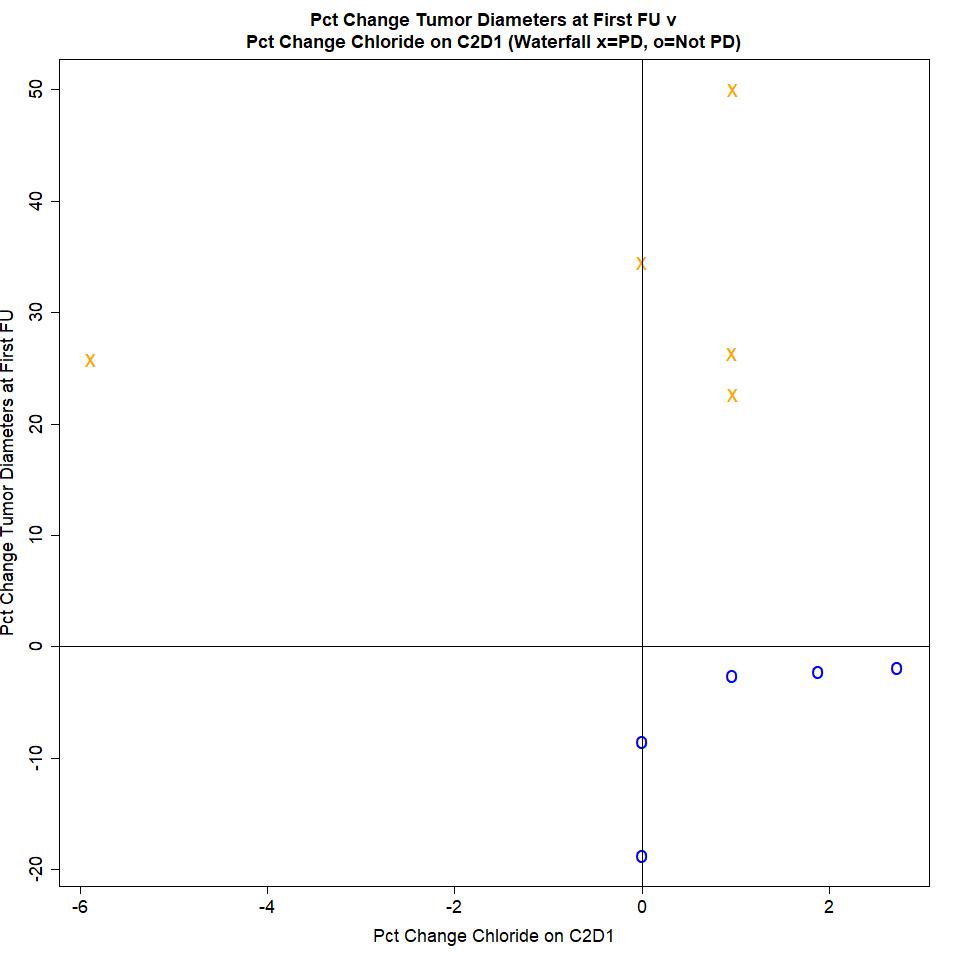 Pct Change Tumor Diameters at First FU v
Pct Change Chloride on C2D1 (Waterfall x=PD, o=Not PD)
Pct Change Tumor Diameters at First FU
50
40
30
20
10
0
-10
-20
X
X
X
X
X
O
O
O
O
O
-6
-4
-2
0
2
Pct Change Chloride on C2D1